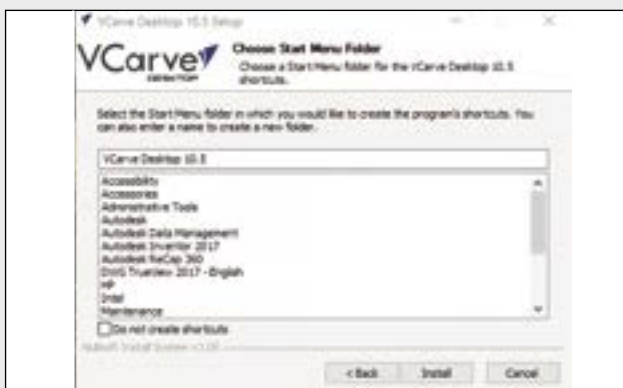 VCarve Desktop 10.5 Setup
VCarve
DESKTOP
Choose Start Menu Folder
Choose a Start Menu folder for the VCarve Desktop 10.5
shortcuts.
Select the Start Menu folder in which you would like to create the program's shortcuts. You
can also enter a name to create a new folder.
VCarve Desktop 10.5
Accessibility
Accessories
Administrative Tools
Autodesk
Autodesk Data Management
Autodesk Inventor 2017
Autodesk ReCap 360
DWG TrueView 2017 - English
HP
Intel
Maintenance
Do not create shortcuts
Nullsoft Install System
< Back
Install
Cancel